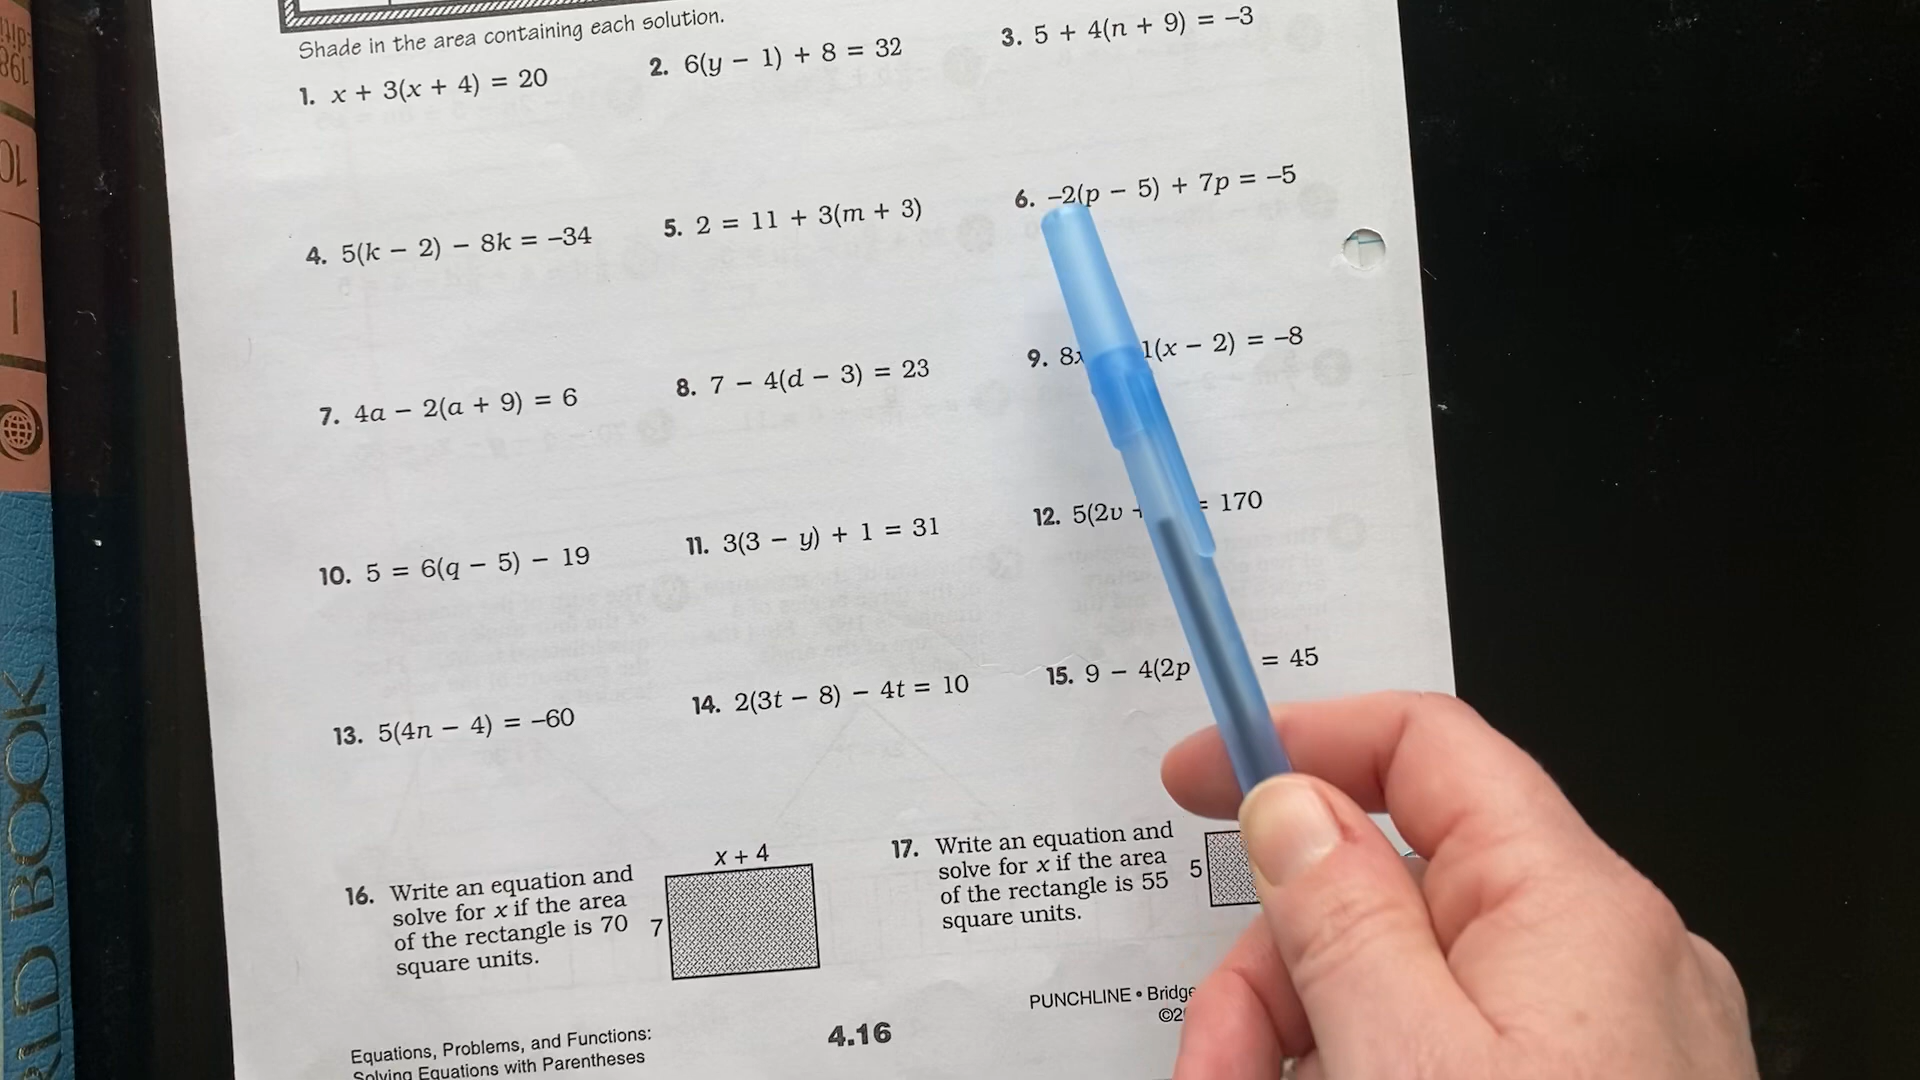 Shade in the area containing each solution.
1. x + 3(x + 4) = 20
2. 6(y − 1) + 8 = 32
3. 5 + 4(n + 9) = −3
4. 5(k − 2) − 8k = −34
5. 2 = 11 + 3(m + 3)
6. −2(p − 5) + 7p = −5
7. 4a − 2(a + 9) = 6
8. 7 − 4(d − 3) = 23
9. 8x 1(x − 2) = −8
10. 5 = 6(q − 5) − 19
11. 3(3 − y) + 1 = 31
12. 5(2v = 170
13. 5(4n − 4) = −60
14. 2(3t − 8) − 4t = 10
15. 9 − 4(2p = 45
16. Write an equation and
solve for x if the area
of the rectangle is 70
square units.
x + 4
7
17. Write an equation and
solve for x if the area
of the rectangle is 55
square units.
5
PUNCHLINE • Bridge
Equations, Problems, and Functions:
Solving Equations with Parentheses
4.16
BOOK